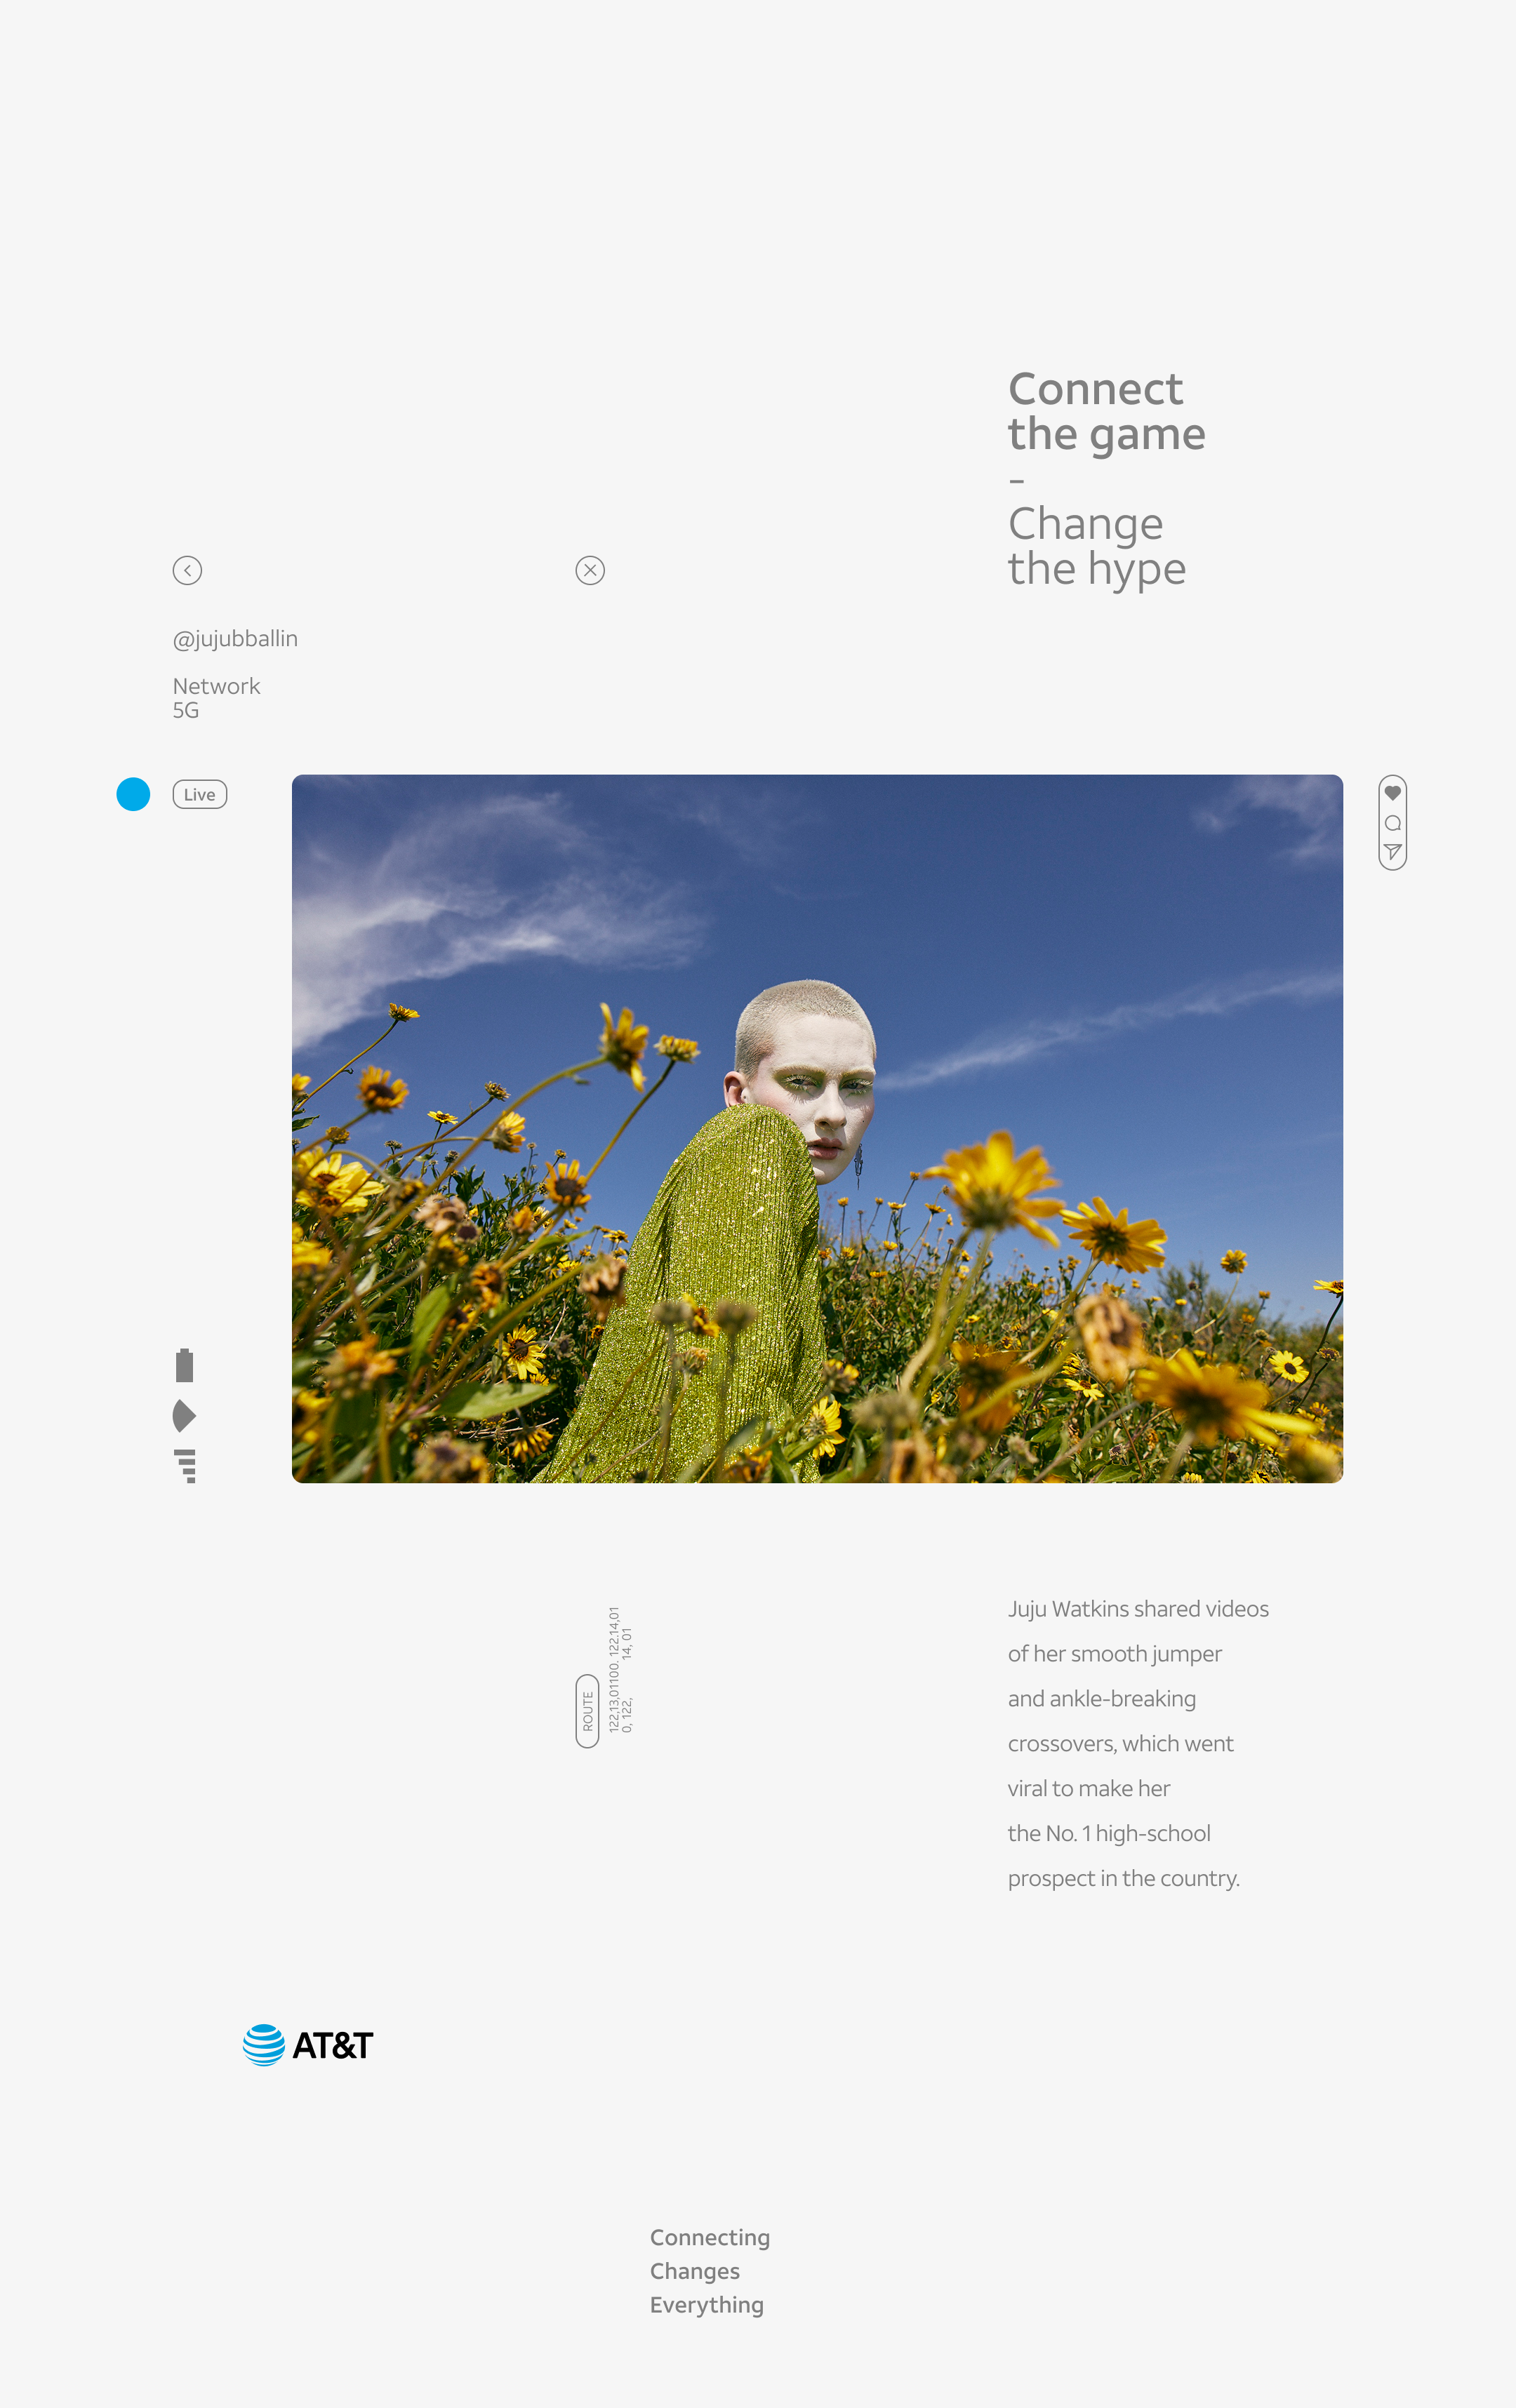 Connect
the game
–
Change
the hype
@jujubballin
Network
5G
Live
ROUTE
122,13,01100. 122.14,01
0, 122, 14, 01
Juju Watkins shared videos
of her smooth jumper
and ankle-breaking
crossovers, which went
viral to make her
the No. 1 high-school
prospect in the country.
AT&T
Connecting
Changes
Everything